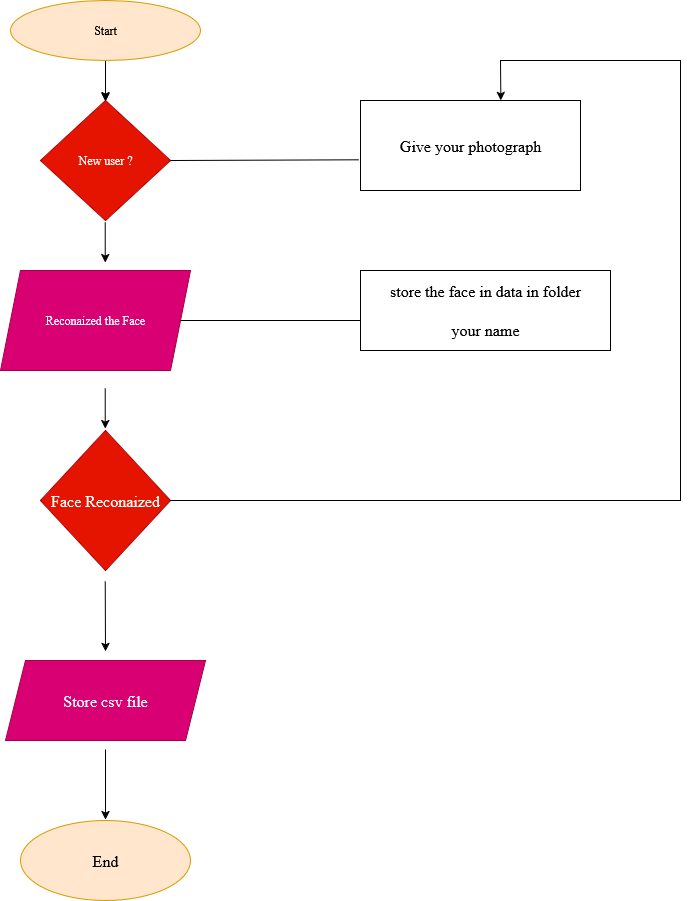 Start
New user ?
Give your photograph
Reconaized the Face
store the face in data in folder
your name
Face Reconaized
Store csv file
End